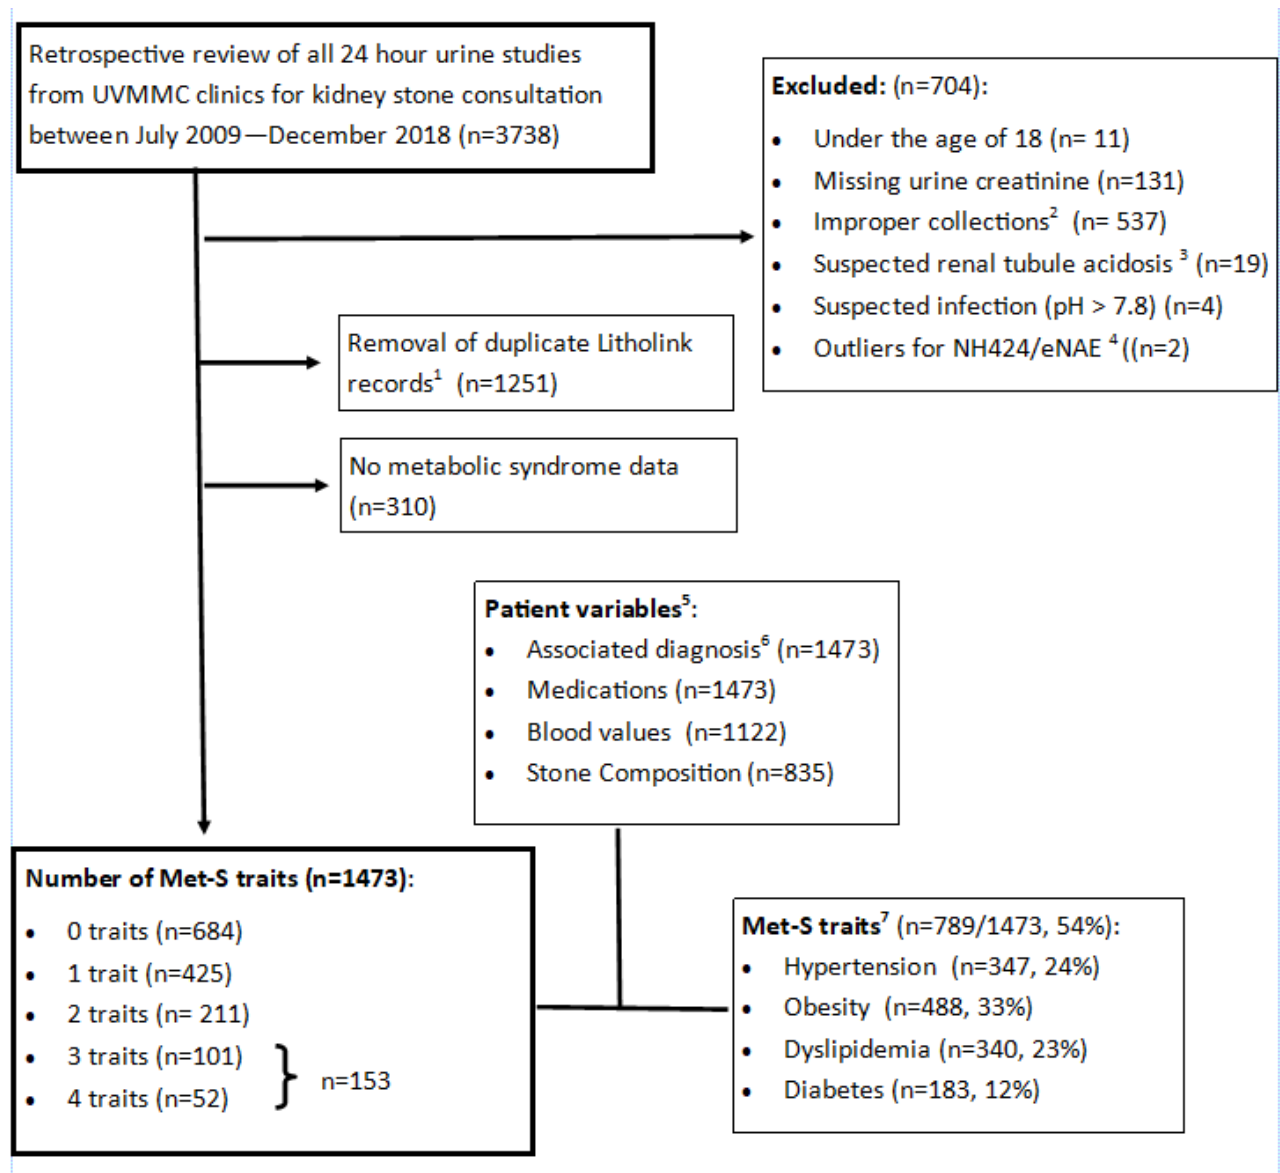 Retrospective review of all 24 hour urine studies
from UVMMC clinics for kidney stone consultation
between July 2009—December 2018 (n=3738)
Excluded: (n=704):
• Under the age of 18 (n= 11)
• Missing urine creatinine (n=131)
• Improper collections² (n= 537)
• Suspected renal tubule acidosis ³ (n=19)
• Suspected infection (pH > 7.8) (n=4)
• Outliers for NH424/eNAE ⁴ ((n=2)
Removal of duplicate Litholink
records¹ (n=1251)
No metabolic syndrome data
(n=310)
Patient variables⁵:
• Associated diagnosis⁶ (n=1473)
• Medications (n=1473)
• Blood values (n=1122)
• Stone Composition (n=835)
Number of Met-S traits (n=1473):
• 0 traits (n=684)
• 1 trait (n=425)
• 2 traits (n= 211)
• 3 traits (n=101)
• 4 traits (n=52)
n=153
Met-S traits⁷ (n=789/1473, 54%):
• Hypertension (n=347, 24%)
• Obesity (n=488, 33%)
• Dyslipidemia (n=340, 23%)
• Diabetes (n=183, 12%)